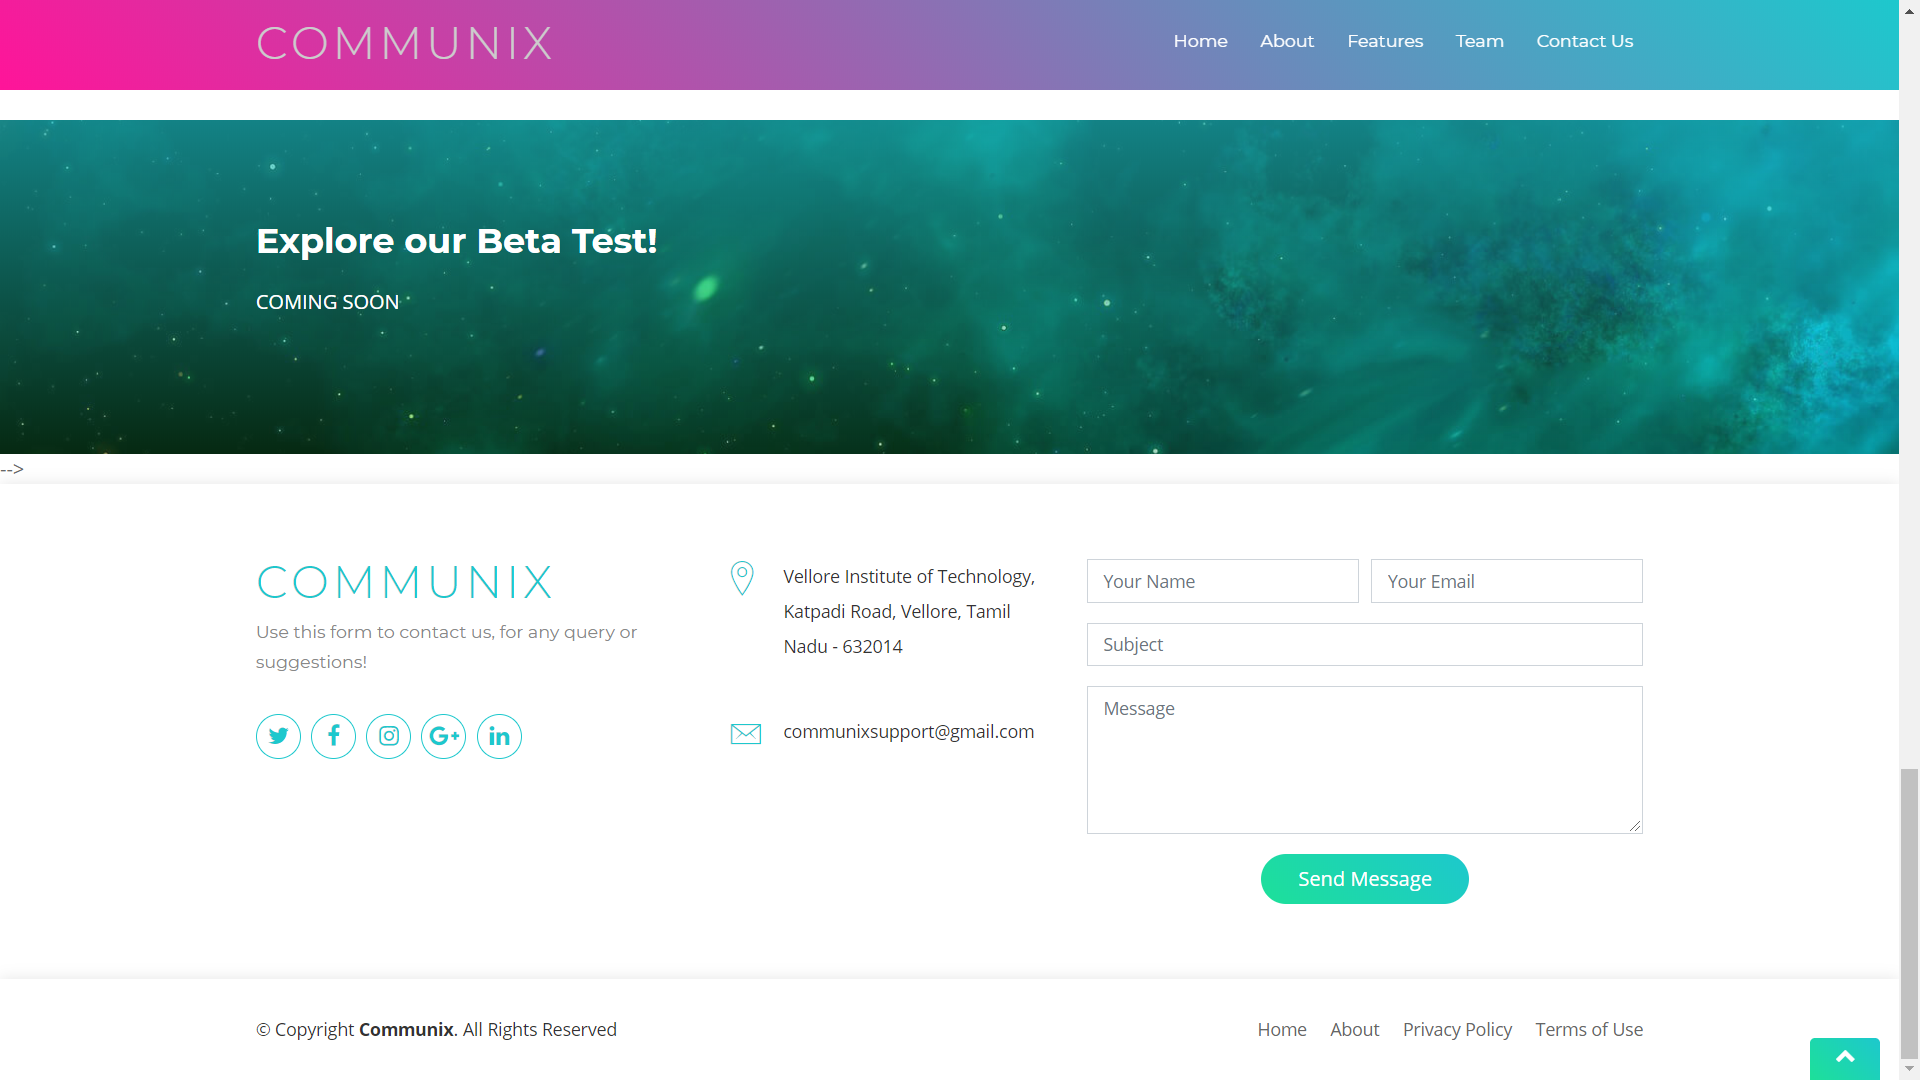 COMMUNIX
Home About Features Team Contact Us
Explore our Beta Test!
COMING SOON
-->
COMMUNIX
Use this form to contact us, for any query or
suggestions!
Vellore Institute of Technology,
Katpadi Road, Vellore, Tamil
Nadu - 632014
communixsupport@gmail.com
Your Name
Your Email
Subject
Message
Send Message
© Copyright Communix. All Rights Reserved
Home About Privacy Policy Terms of Use